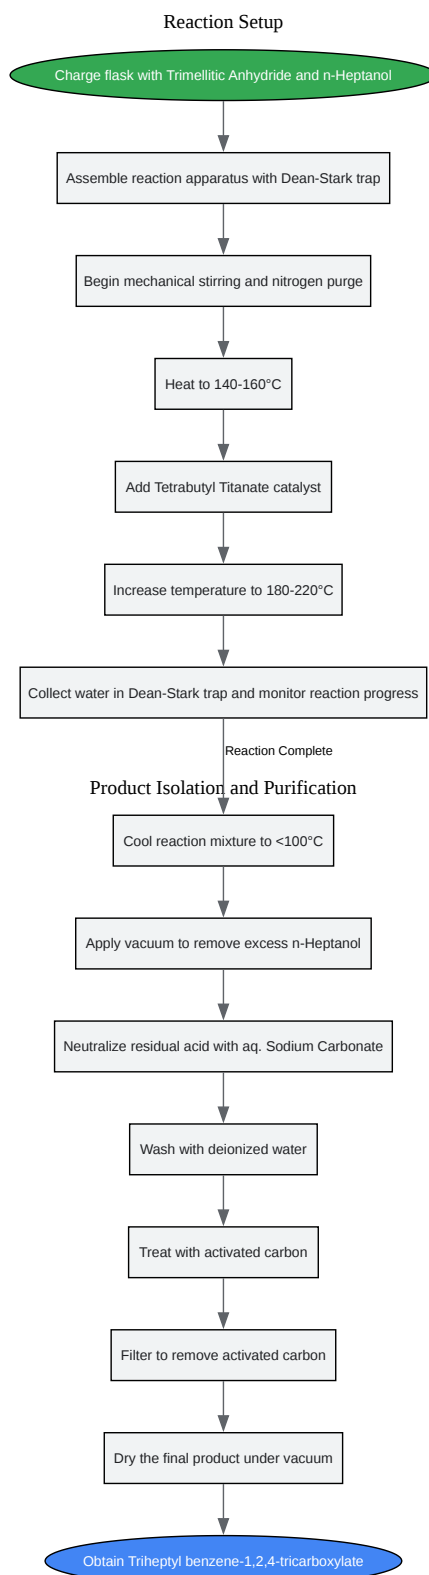 Reaction Setup
Charge flask with Trimellitic Anhydride and n-Heptanol
Assemble reaction apparatus with Dean-Stark trap
Begin mechanical stirring and nitrogen purge
Heat to 140-160°C
Add Tetrabutyl Titanate catalyst
Increase temperature to 180-220°C
Collect water in Dean-Stark trap and monitor reaction progress
Reaction Complete
Product Isolation and Purification
Cool reaction mixture to <100°C
Apply vacuum to remove excess n-Heptanol
Neutralize residual acid with aq. Sodium Carbonate
Wash with deionized water
Treat with activated carbon
Filter to remove activated carbon
Dry the final product under vacuum
Obtain Triheptyl benzene-1,2,4-tricarboxylate